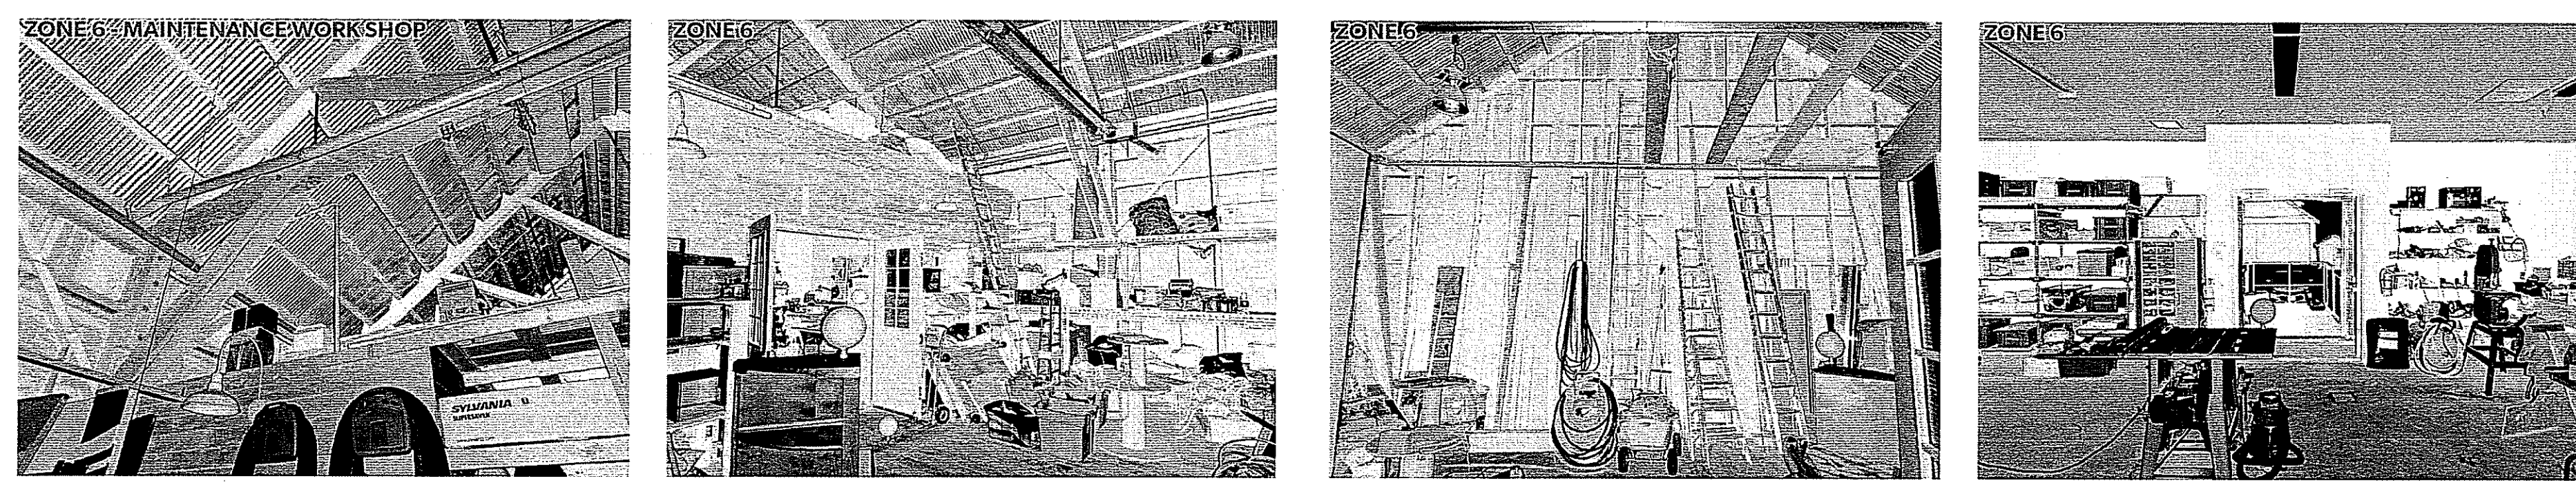 ZONE 6 - MAINTENANCE WORK SHOP
ZONE 6
ZONE 6
ZONE 6
SYLVANIA